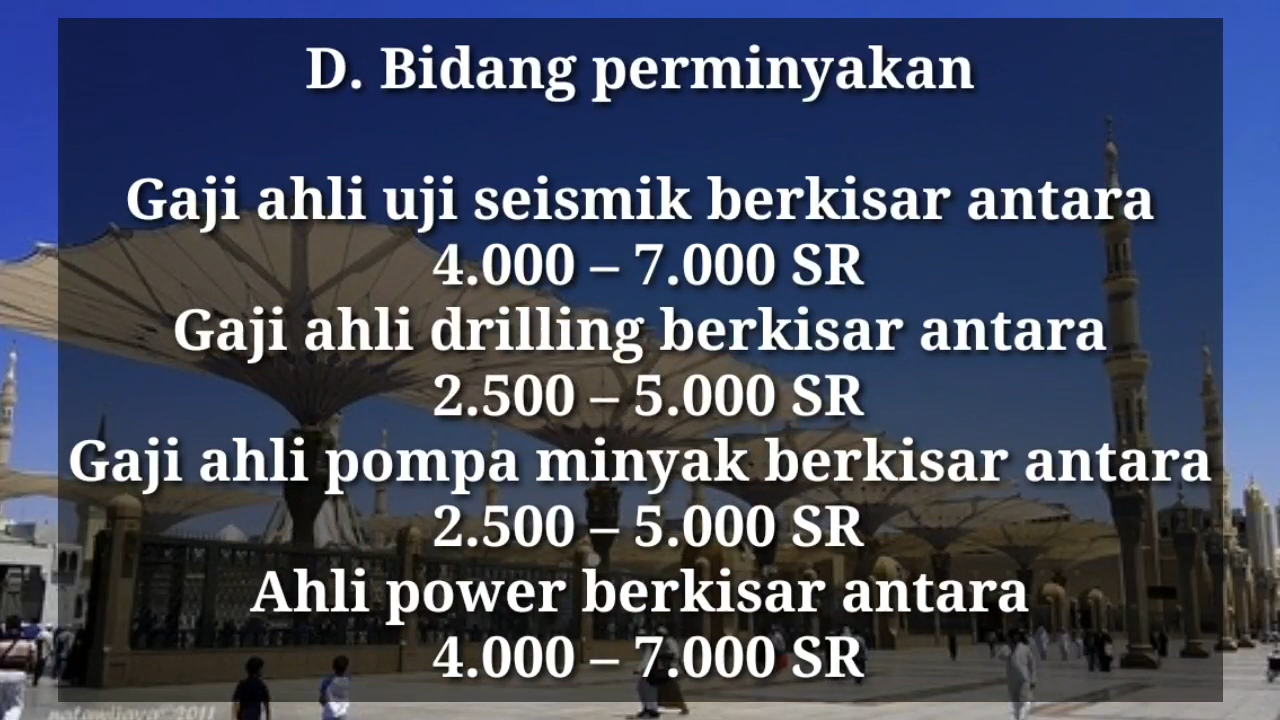 D. Bidang perminyakan
Gaji ahli uji seismik berkisar antara
4.000 – 7.000 SR
Gaji ahli drilling berkisar antara
2.500 – 5.000 SR
Gaji ahli pompa minyak berkisar antara
2.500 – 5.000 SR
Ahli power berkisar antara
4.000 – 7.000 SR
natawijaya©2011